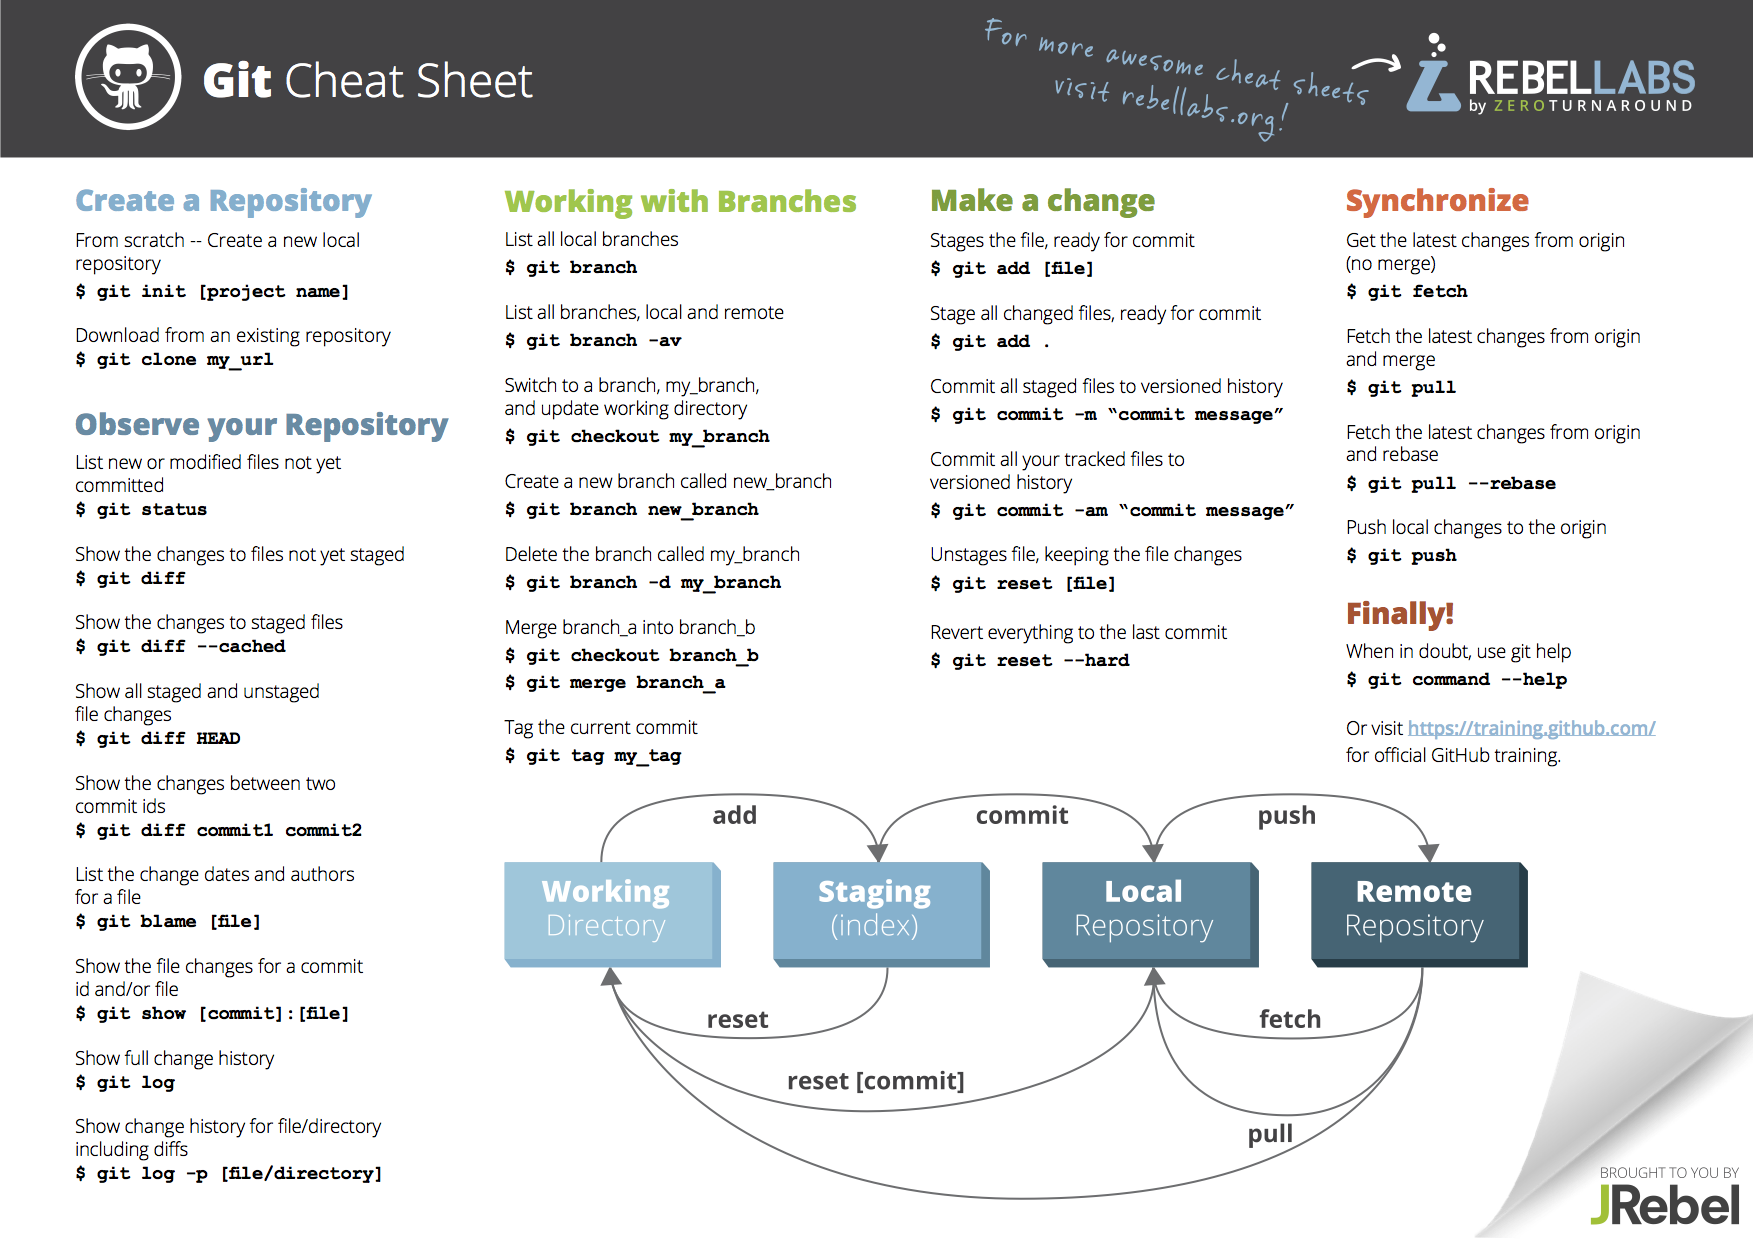 Git Cheat Sheet
For more awesome cheat sheets
visit rebellabs.org!
REBELLABS
by ZEROTURNAROUND
Create a Repository
From scratch -- Create a new local
repository
$ git init [project name]
Download from an existing repository
$ git clone my_url
Observe your Repository
List new or modified files not yet
committed
$ git status
Show the changes to files not yet staged
$ git diff
Show the changes to staged files
$ git diff --cached
Show all staged and unstaged
file changes
$ git diff HEAD
Show the changes between two
commit ids
$ git diff commit1 commit2
List the change dates and authors
for a file
$ git blame [file]
Show the file changes for a commit
id and/or file
$ git show [commit]:[file]
Show full change history
$ git log
Show change history for file/directory
including diffs
$ git log -p [file/directory]
Working with Branches
List all local branches
$ git branch
List all branches, local and remote
$ git branch -av
Switch to a branch, my_branch,
and update working directory
$ git checkout my_branch
Create a new branch called new_branch
$ git branch new_branch
Delete the branch called my_branch
$ git branch -d my_branch
Merge branch_a into branch_b
$ git checkout branch_b
$ git merge branch_a
Tag the current commit
$ git tag my_tag
Make a change
Stages the file, ready for commit
$ git add [file]
Stage all changed files, ready for commit
$ git add .
Commit all staged files to versioned history
$ git commit -m “commit message”
Commit all your tracked files to
versioned history
$ git commit -am “commit message”
Unstages file, keeping the file changes
$ git reset [file]
Revert everything to the last commit
$ git reset --hard
Synchronize
Get the latest changes from origin
(no merge)
$ git fetch
Fetch the latest changes from origin
and merge
$ git pull
Fetch the latest changes from origin
and rebase
$ git pull --rebase
Push local changes to the origin
$ git push
Finally!
When in doubt, use git help
$ git command --help
Or visit https://training.github.com/
for official GitHub training.
add
commit
push
Working
Directory
Staging
(index)
Local
Repository
Remote
Repository
reset
fetch
reset [commit]
pull
BROUGHT TO YOU BY
JRebel